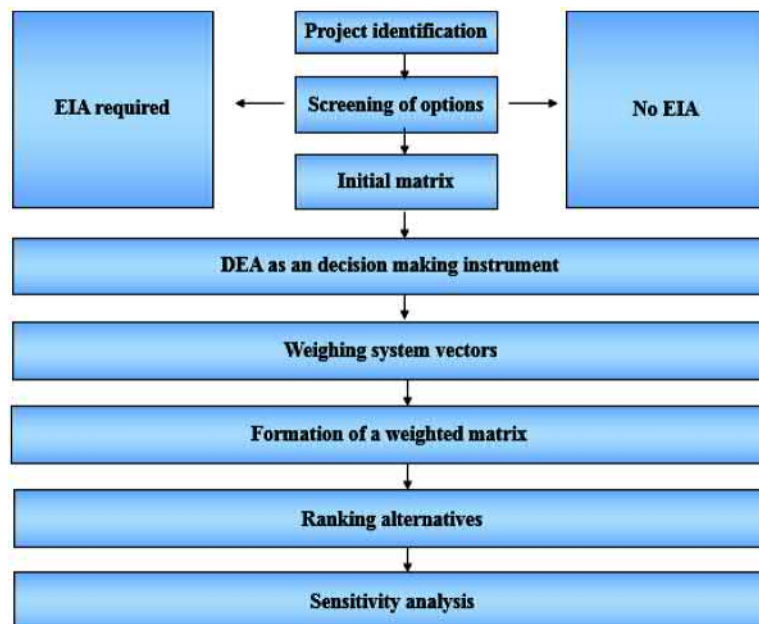 Project identification
EIA required
Screening of options
No EIA
Initial matrix
DEA as an decision making instrument
Weighing system vectors
Formation of a weighted matrix
Ranking alternatives
Sensitivity analysis